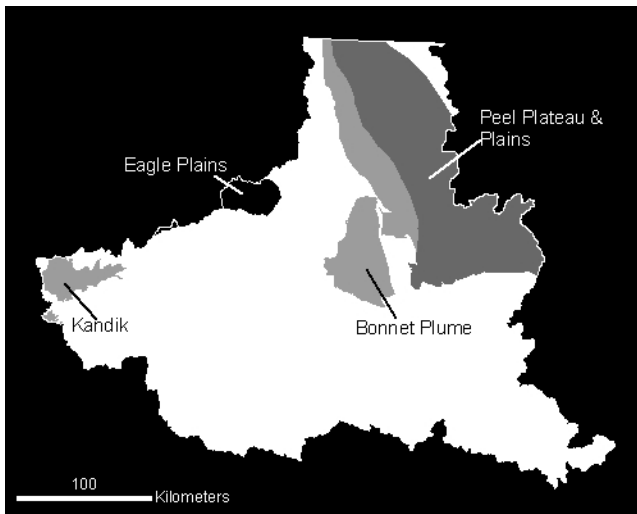 Peel Plateau &
Plains
Eagle Plains
Kandik
Bonnet Plume
100
Kilometers